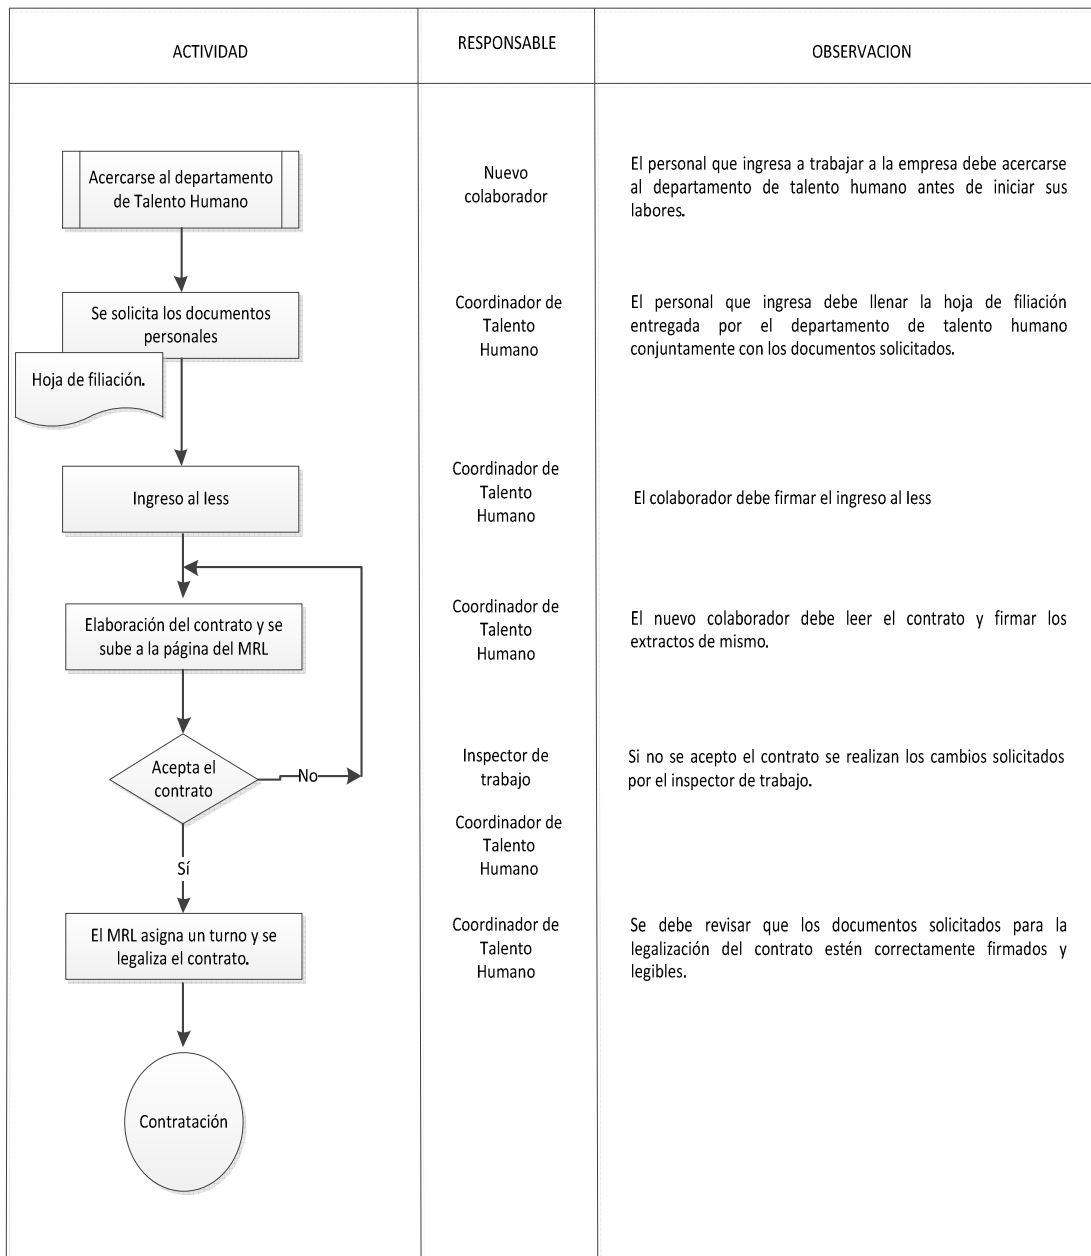 ACTIVIDAD
RESPONSABLE
OBSERVACION
Acercarse al departamento
de Talento Humano
Nuevo
colaborador
El personal que ingresa a trabajar a la empresa debe acercarse
al departamento de talento humano antes de iniciar sus
labores.
Se solicita los documentos
personales
Hoja de filiación.
Coordinador de
Talento
Humano
El personal que ingresa debe llenar la hoja de filiación
entregada por el departamento de talento humano
conjuntamente con los documentos solicitados.
Ingreso al Iess
Coordinador de
Talento
Humano
El colaborador debe firmar el ingreso al Iess
Elaboración del contrato y se
sube a la página del MRL
Coordinador de
Talento
Humano
El nuevo colaborador debe leer el contrato y firmar los
extractos de mismo.
Acepta el
contrato
No
Sí
Inspector de
trabajo
Coordinador de
Talento
Humano
Si no se acepto el contrato se realizan los cambios solicitados
por el inspector de trabajo.
El MRL asigna un turno y se
legaliza el contrato.
Coordinador de
Talento
Humano
Se debe revisar que los documentos solicitados para la
legalización del contrato estén correctamente firmados y
legibles.
Contratación